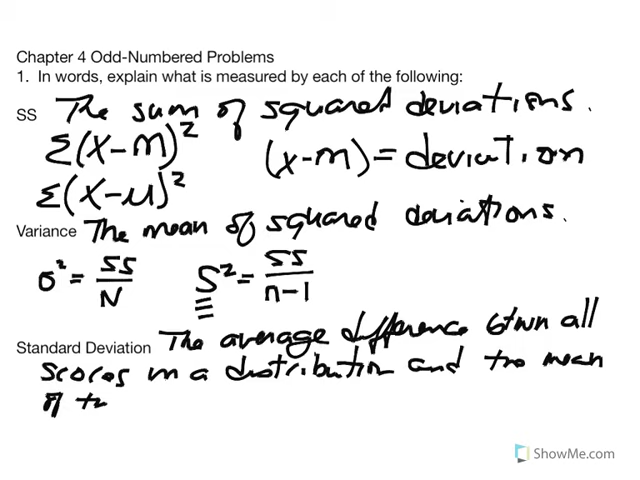 Chapter 4 Odd-Numbered Problems
1. In words, explain what is measured by each of the following:
SS The sum of squared deviations.
Σ(X-M)² (X-M) = deviation
Σ(X-μ)²
Variance The mean of squared deviations.
σ² = SS/N S² = SS/n-1
Standard Deviation The average difference btwn all
scores in a distribution and the mean
of th
ShowMe.com